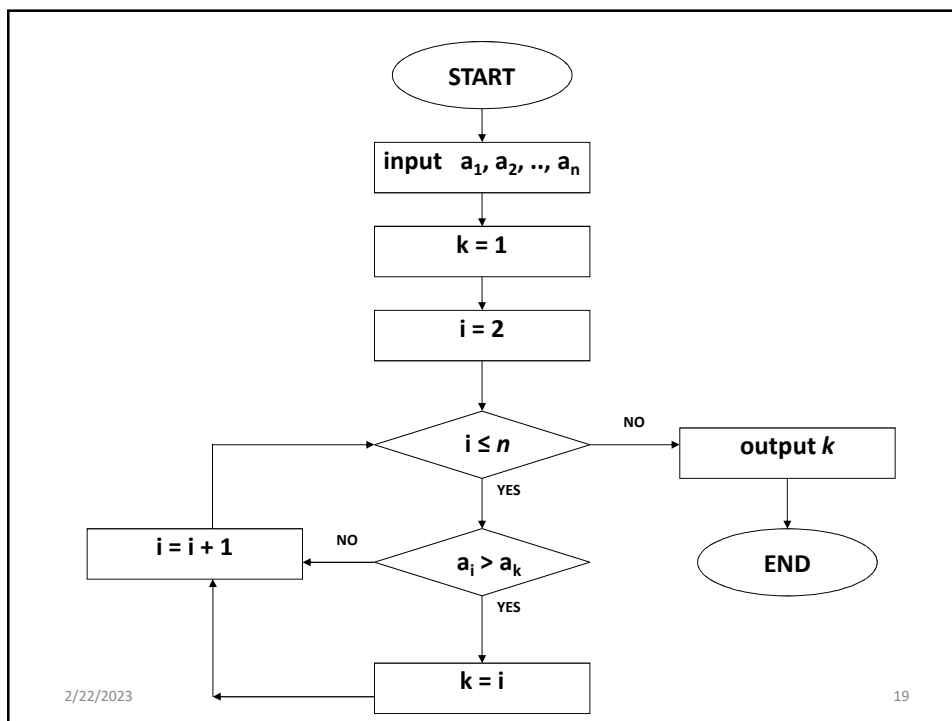 START
input a₁, a₂, .., aₙ
k = 1
i = 2
i ≤ n
NO
output k
YES
i = i + 1
NO
aᵢ > aₖ
END
YES
k = i
2/22/2023
19